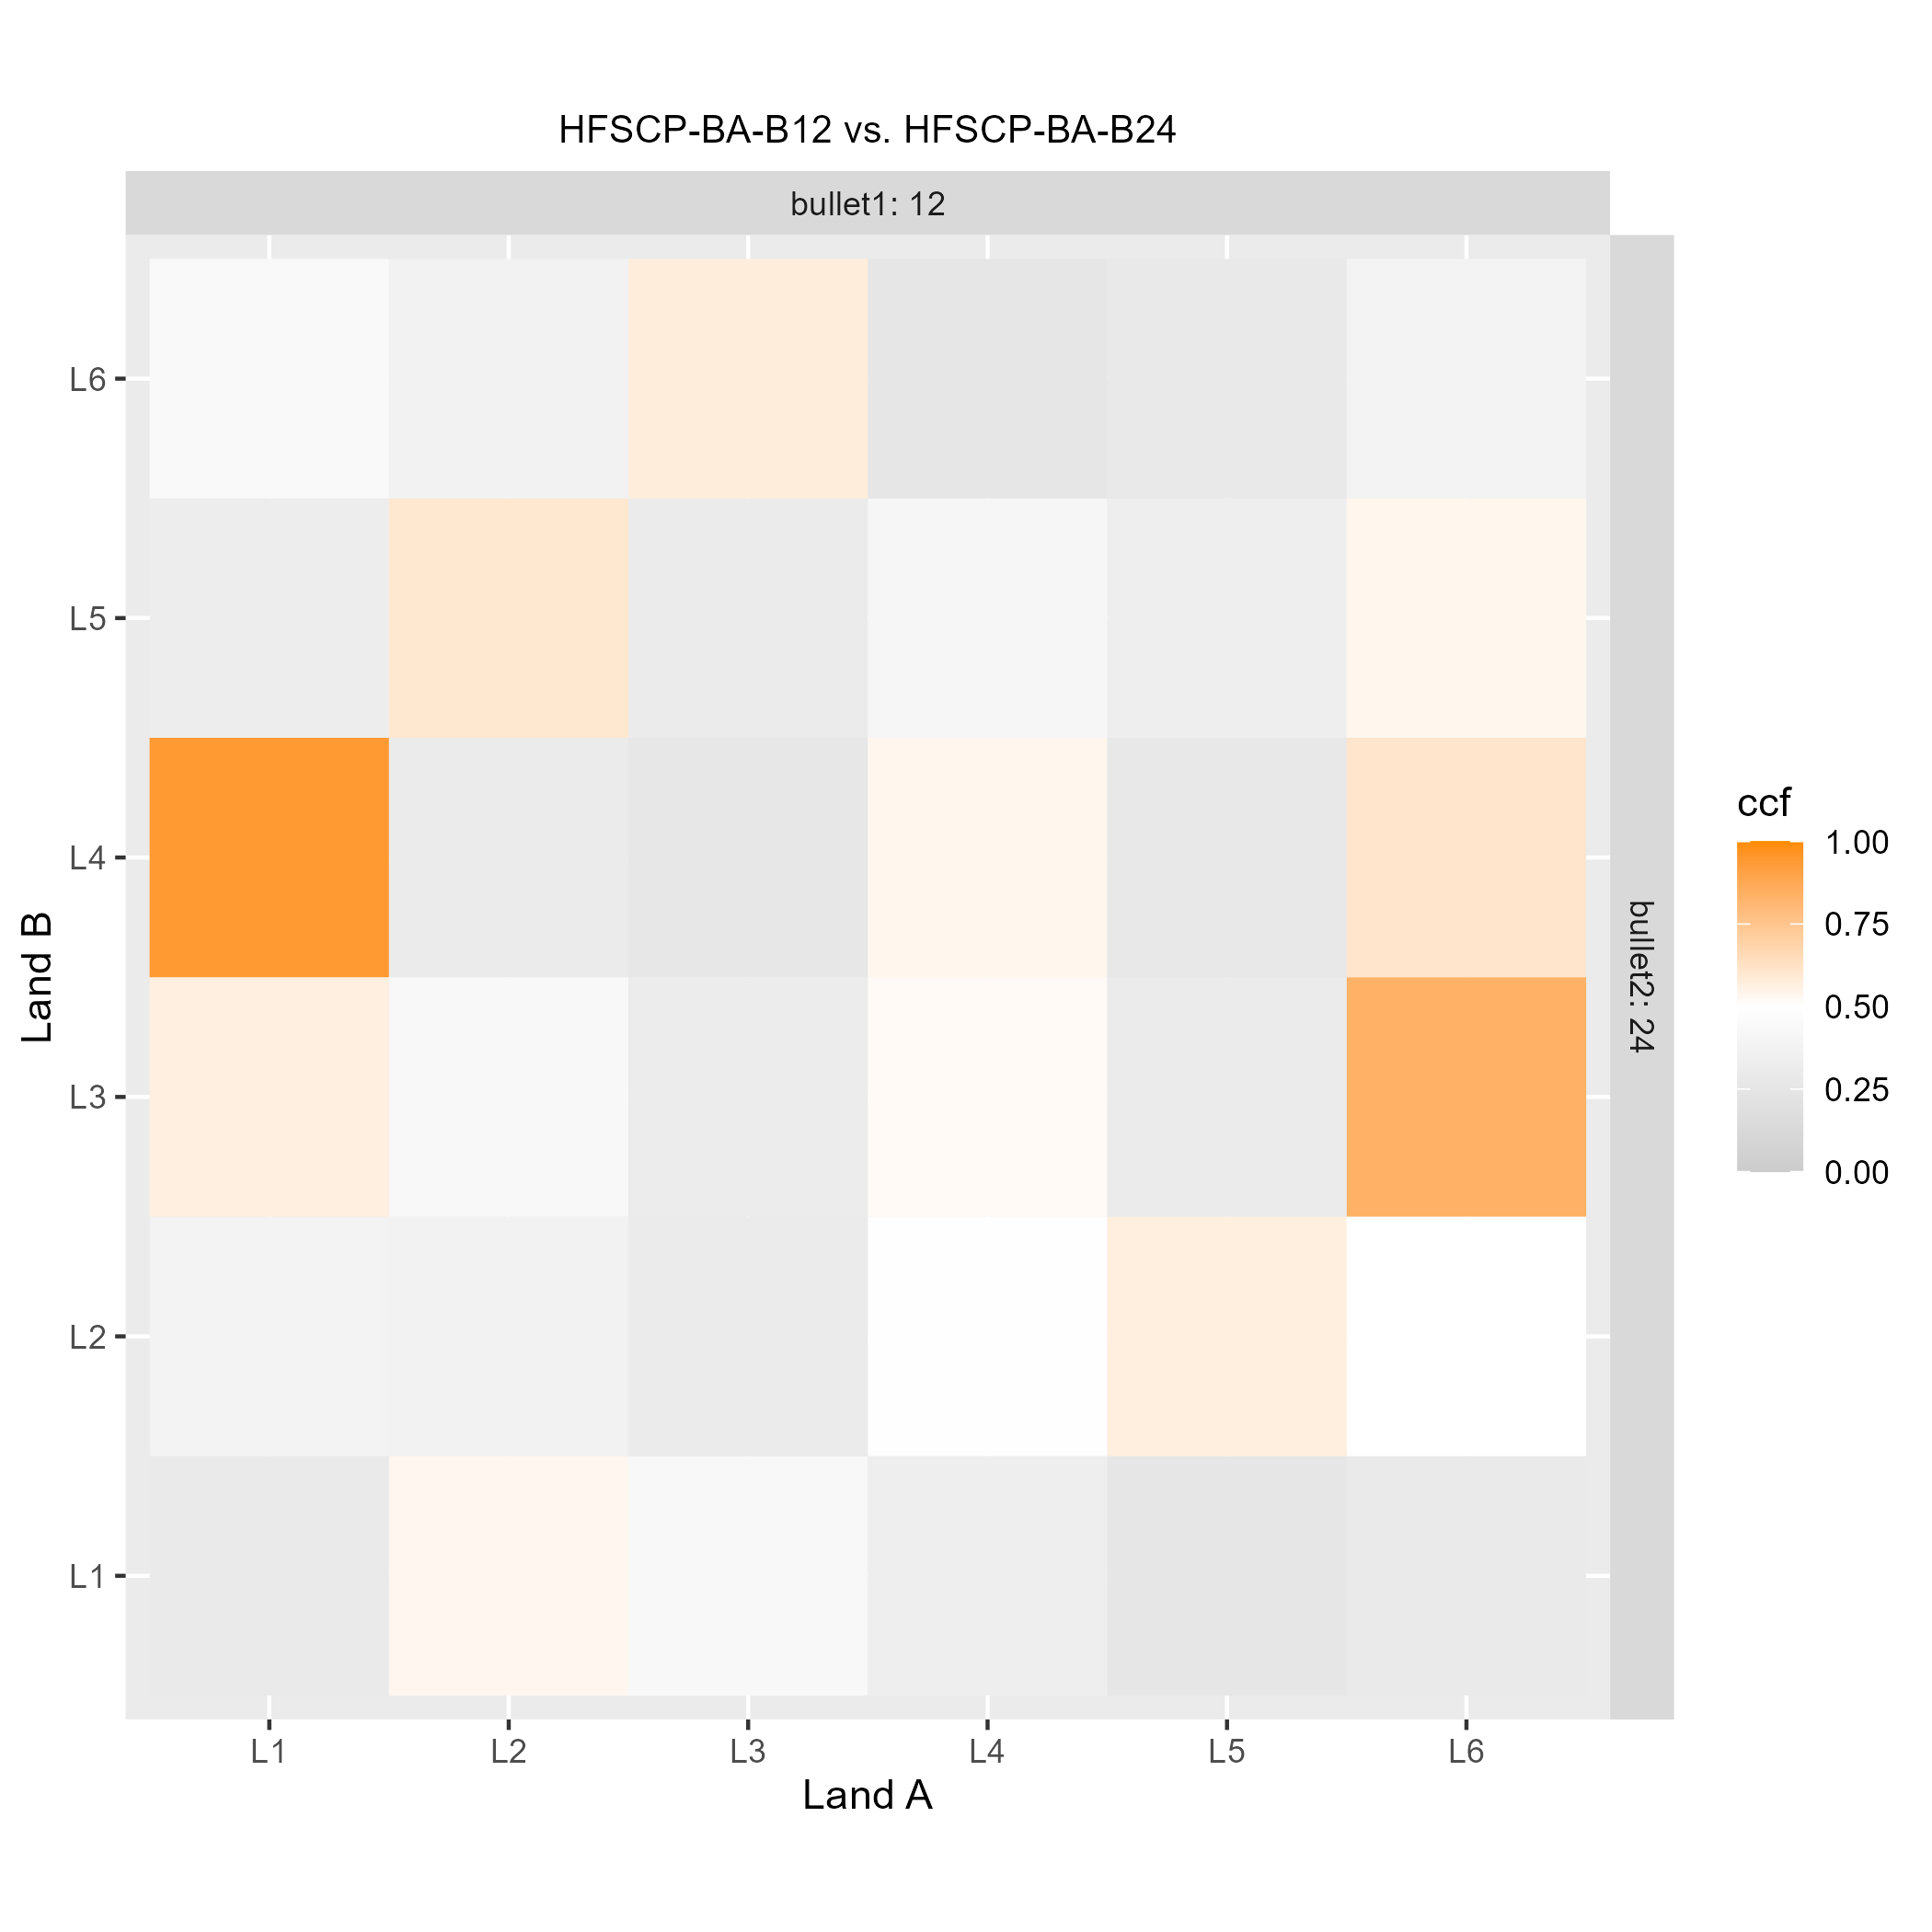 HFSCP-BA-B12 vs. HFSCP-BA-B24
bullet1: 12
L6
L5
L4
L3
L2
L1
Land B
bullet2: 24
L1
L2
L3
L4
L5
L6
Land A
ccf
1.00
0.75
0.50
0.25
0.00